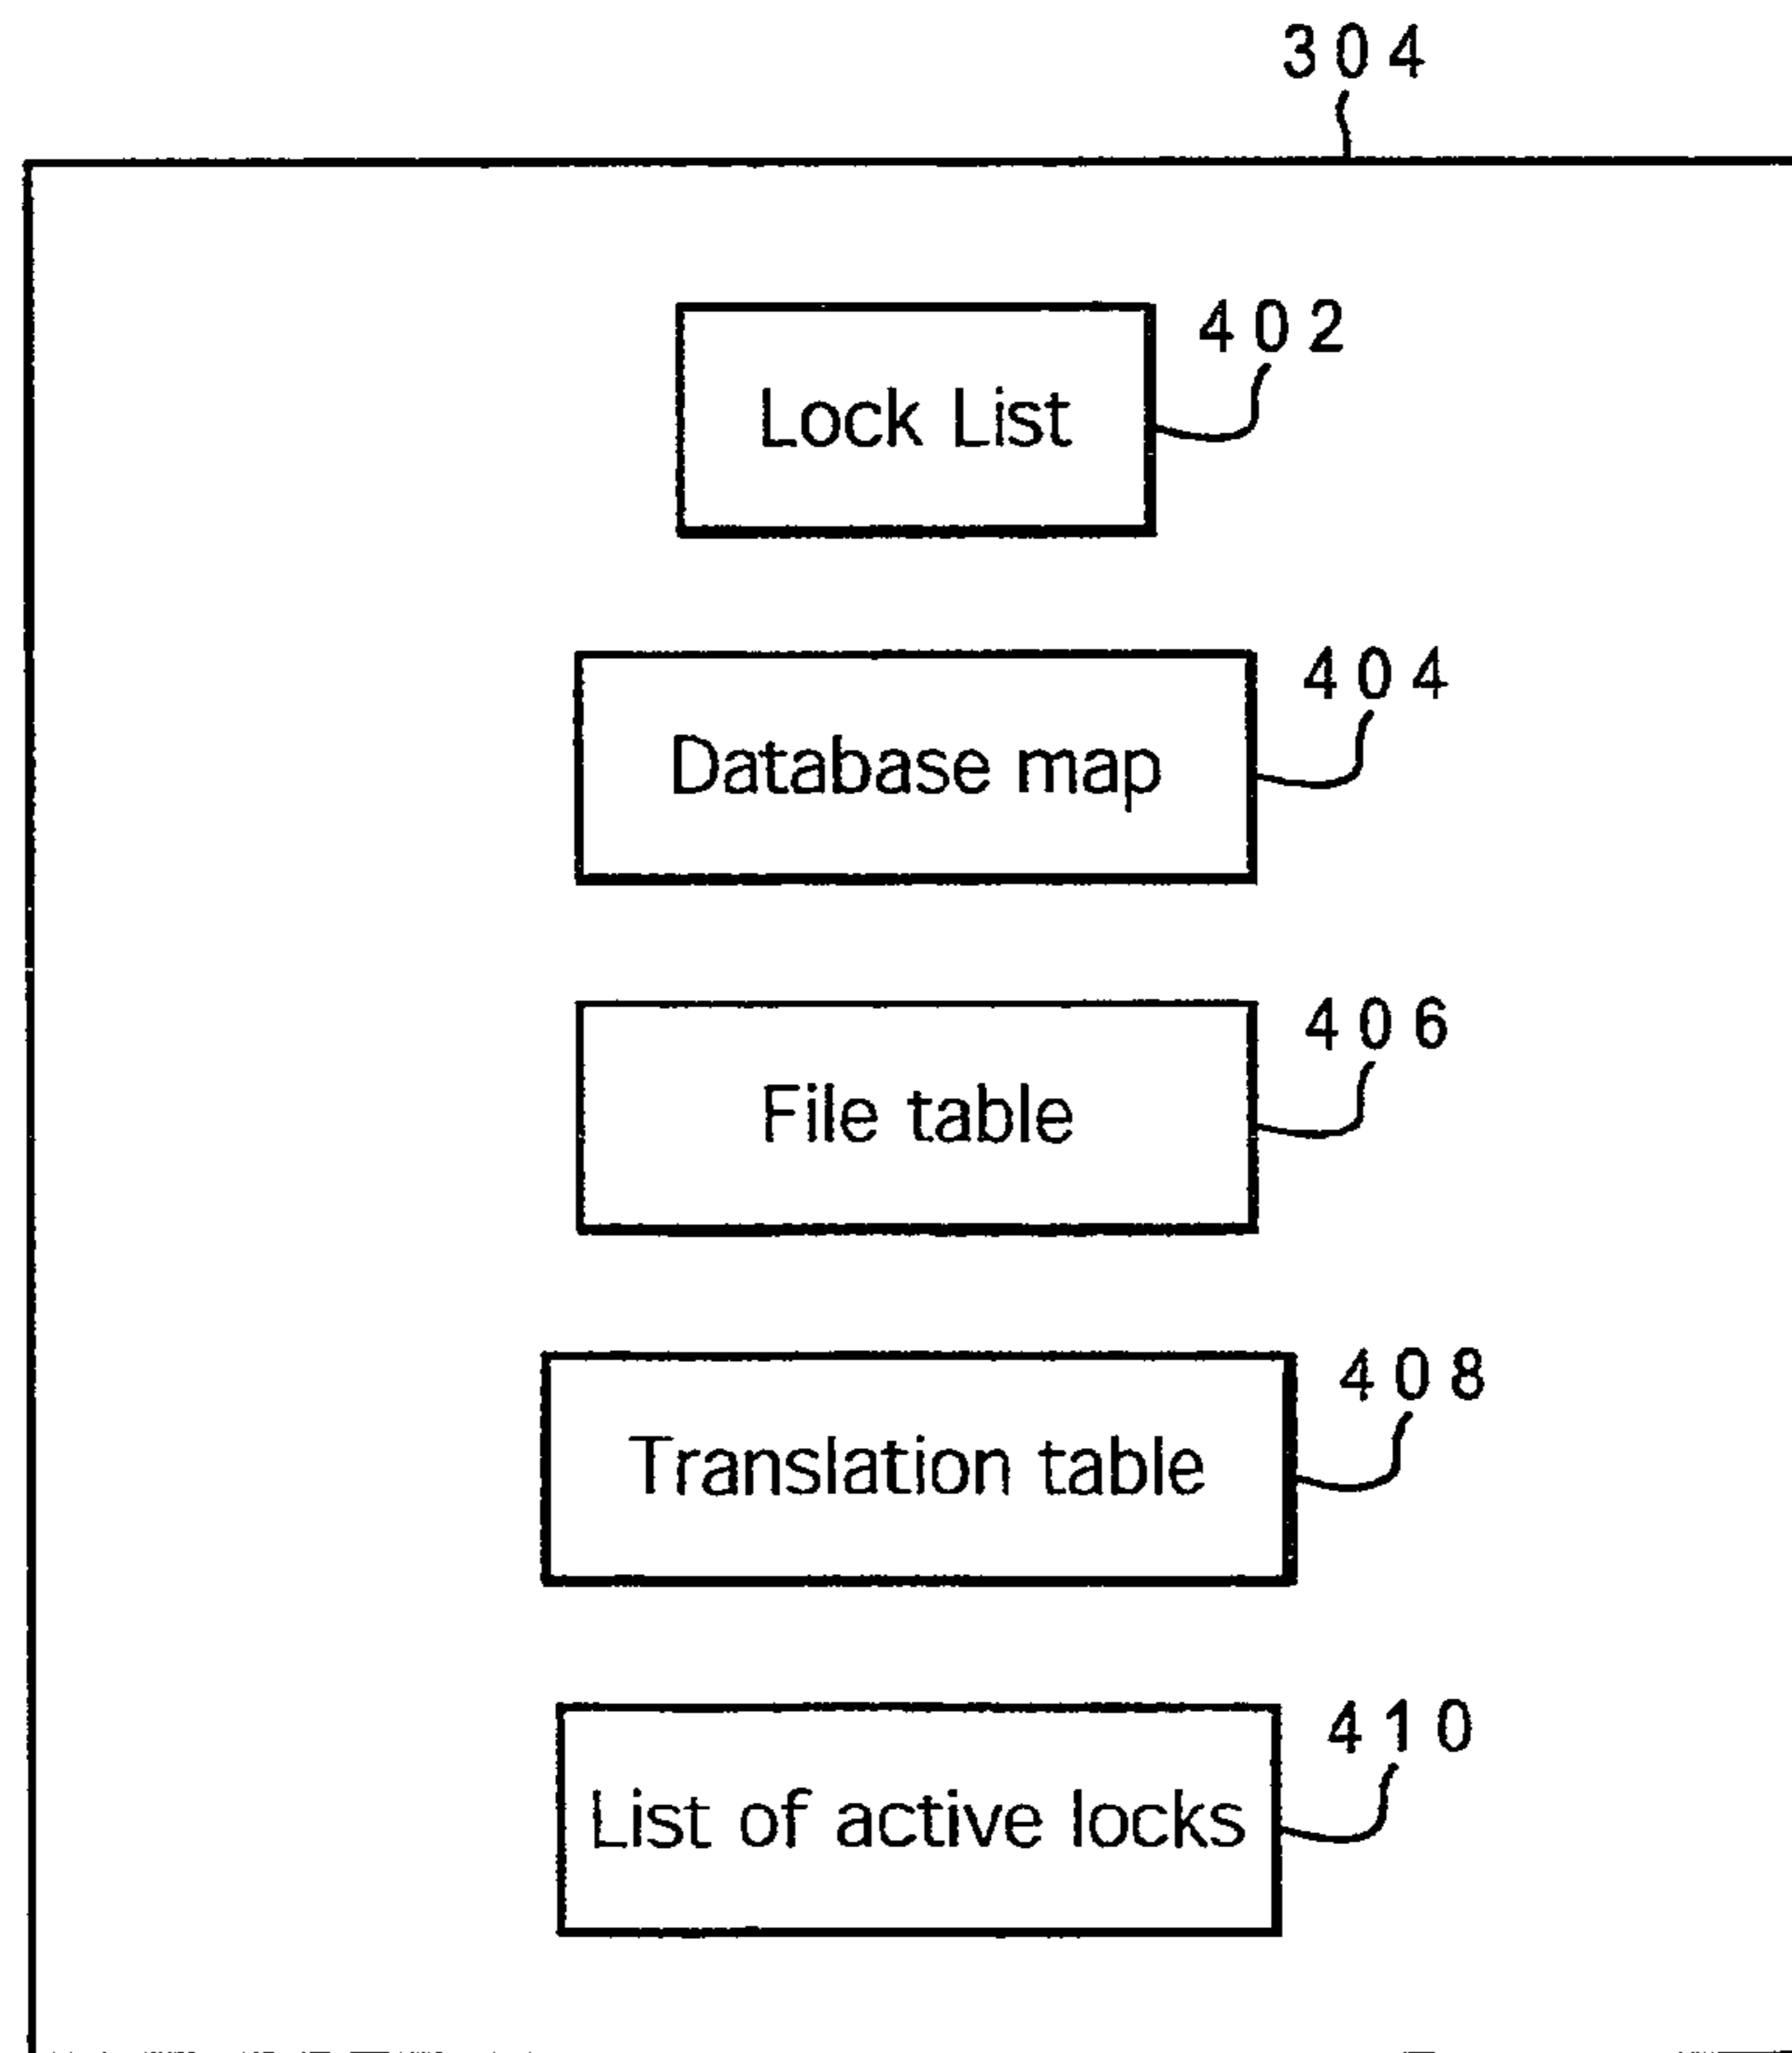 304
402
Lock List
404
Database map
406
File table
408
Translation table
410
List of active locks